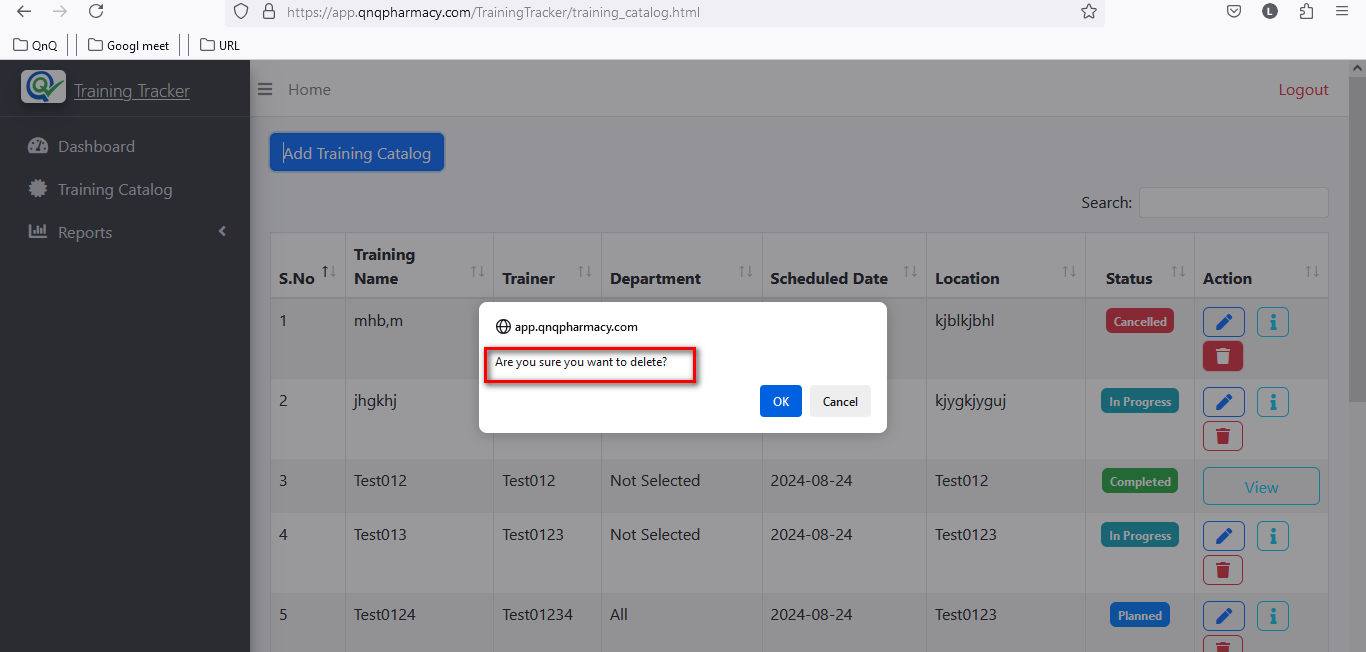 https://app.qnqpharmacy.com/TrainingTracker/training_catalog.html
L
QnQ
Googl meet
URL
Training Tracker
Home
Logout
Dashboard
Training Catalog
Reports
Add Training Catalog
Search:
S.No
Training Name
Trainer
Department
Scheduled Date
Location
Status
Action
1
mhb,m
kjblkjbhl
Cancelled
app.qnqpharmacy.com
Are you sure you want to delete?
OK
Cancel
2
jhgkhj
kjygkjyguj
In Progress
3
Test012
Test012
Not Selected
2024-08-24
Test012
Completed
View
4
Test013
Test0123
Not Selected
2024-08-24
Test0123
In Progress
5
Test0124
Test01234
All
2024-08-24
Test0123
Planned